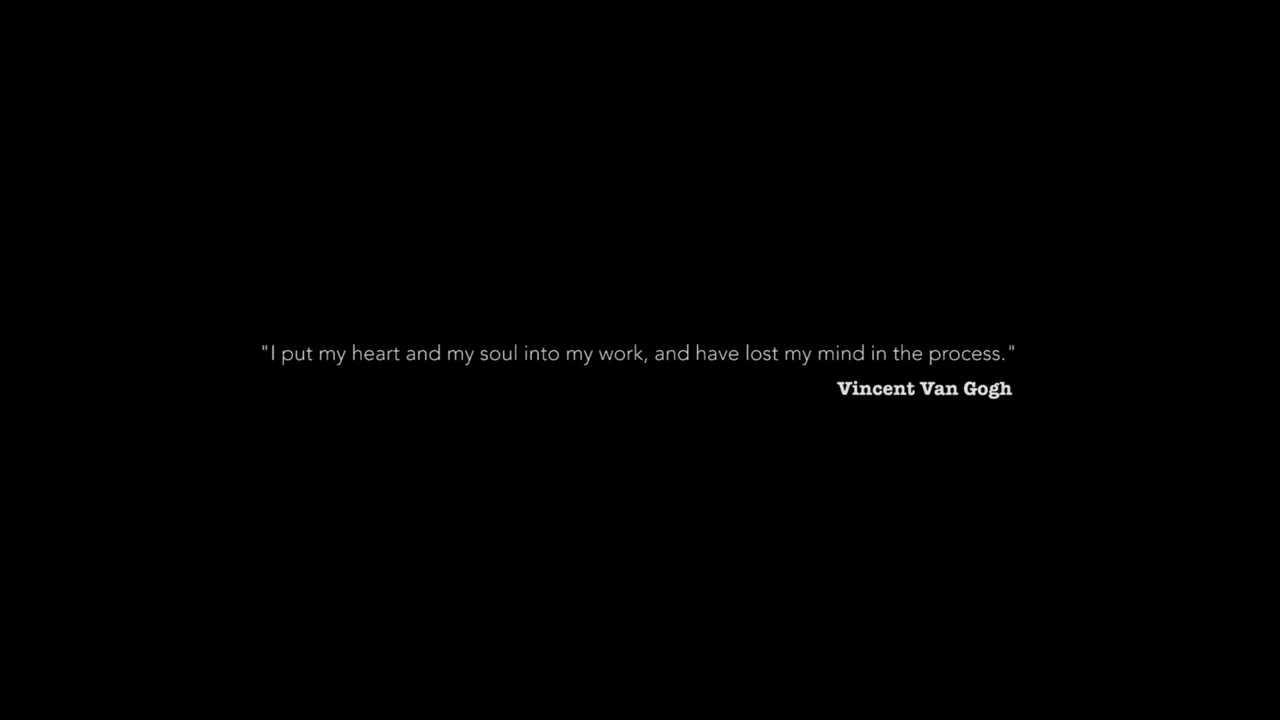 "I put my heart and my soul into my work, and have lost my mind in the process."
Vincent Van Gogh